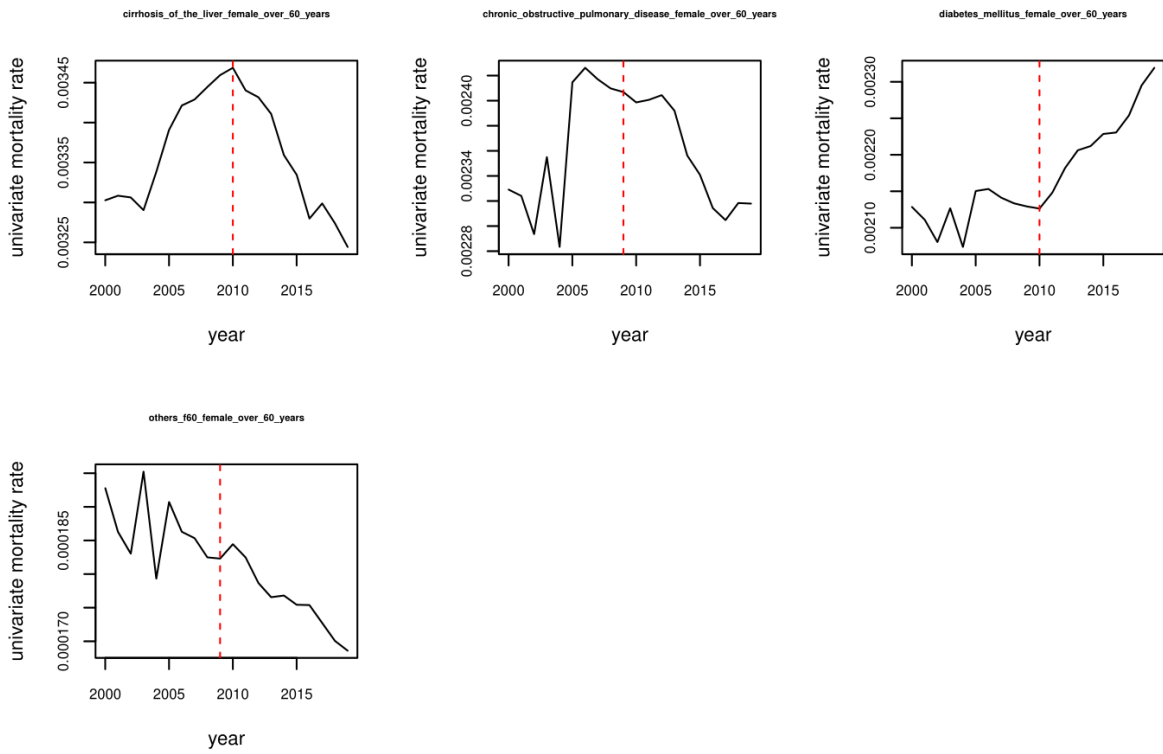 cirrhosis_of_the_liver_female_over_60_years
univariate mortality rate
0.00345
0.00335
0.00325
2000 2005 2010 2015
year
chronic_obstructive_pulmonary_disease_female_over_60_years
univariate mortality rate
0.00240
0.00234
0.00228
2000 2005 2010 2015
year
diabetes_mellitus_female_over_60_years
univariate mortality rate
0.00230
0.00220
0.00210
2000 2005 2010 2015
year
others_f60_female_over_60_years
univariate mortality rate
0.000185
0.000170
2000 2005 2010 2015
year